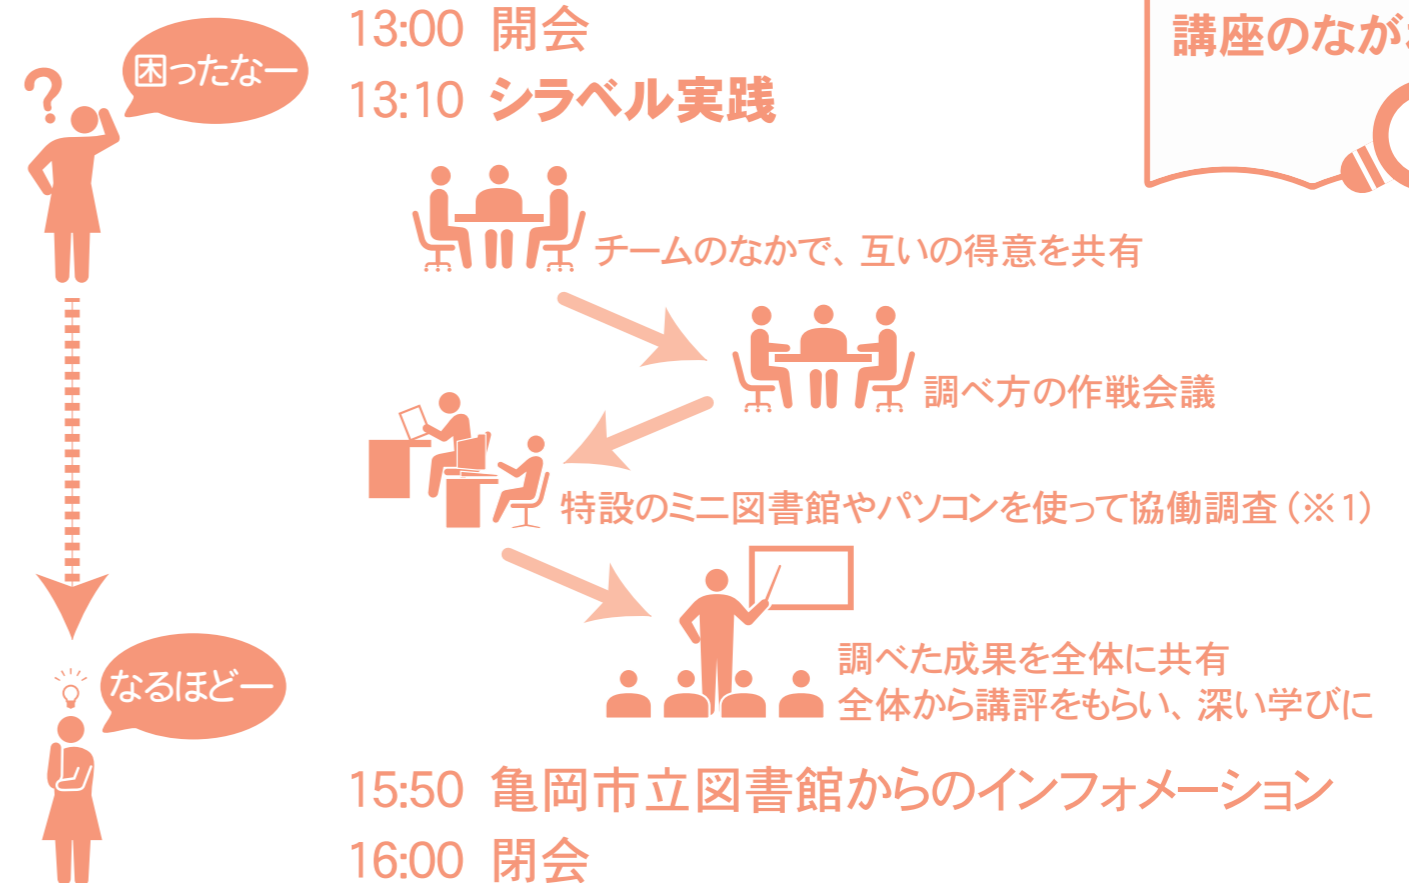 講座のなが
困ったなー
13:00 開会
13:10 シラベル実践
チームのなかで、互いの得意を共有
調べ方の作戦会議
特設のミニ図書館やパソコンを使って協働調査(※1)
調べた成果を全体に共有
全体から講評をもらい、深い学びに
なるほどー
15:50 亀岡市立図書館からのインフォメーション
16:00 閉会